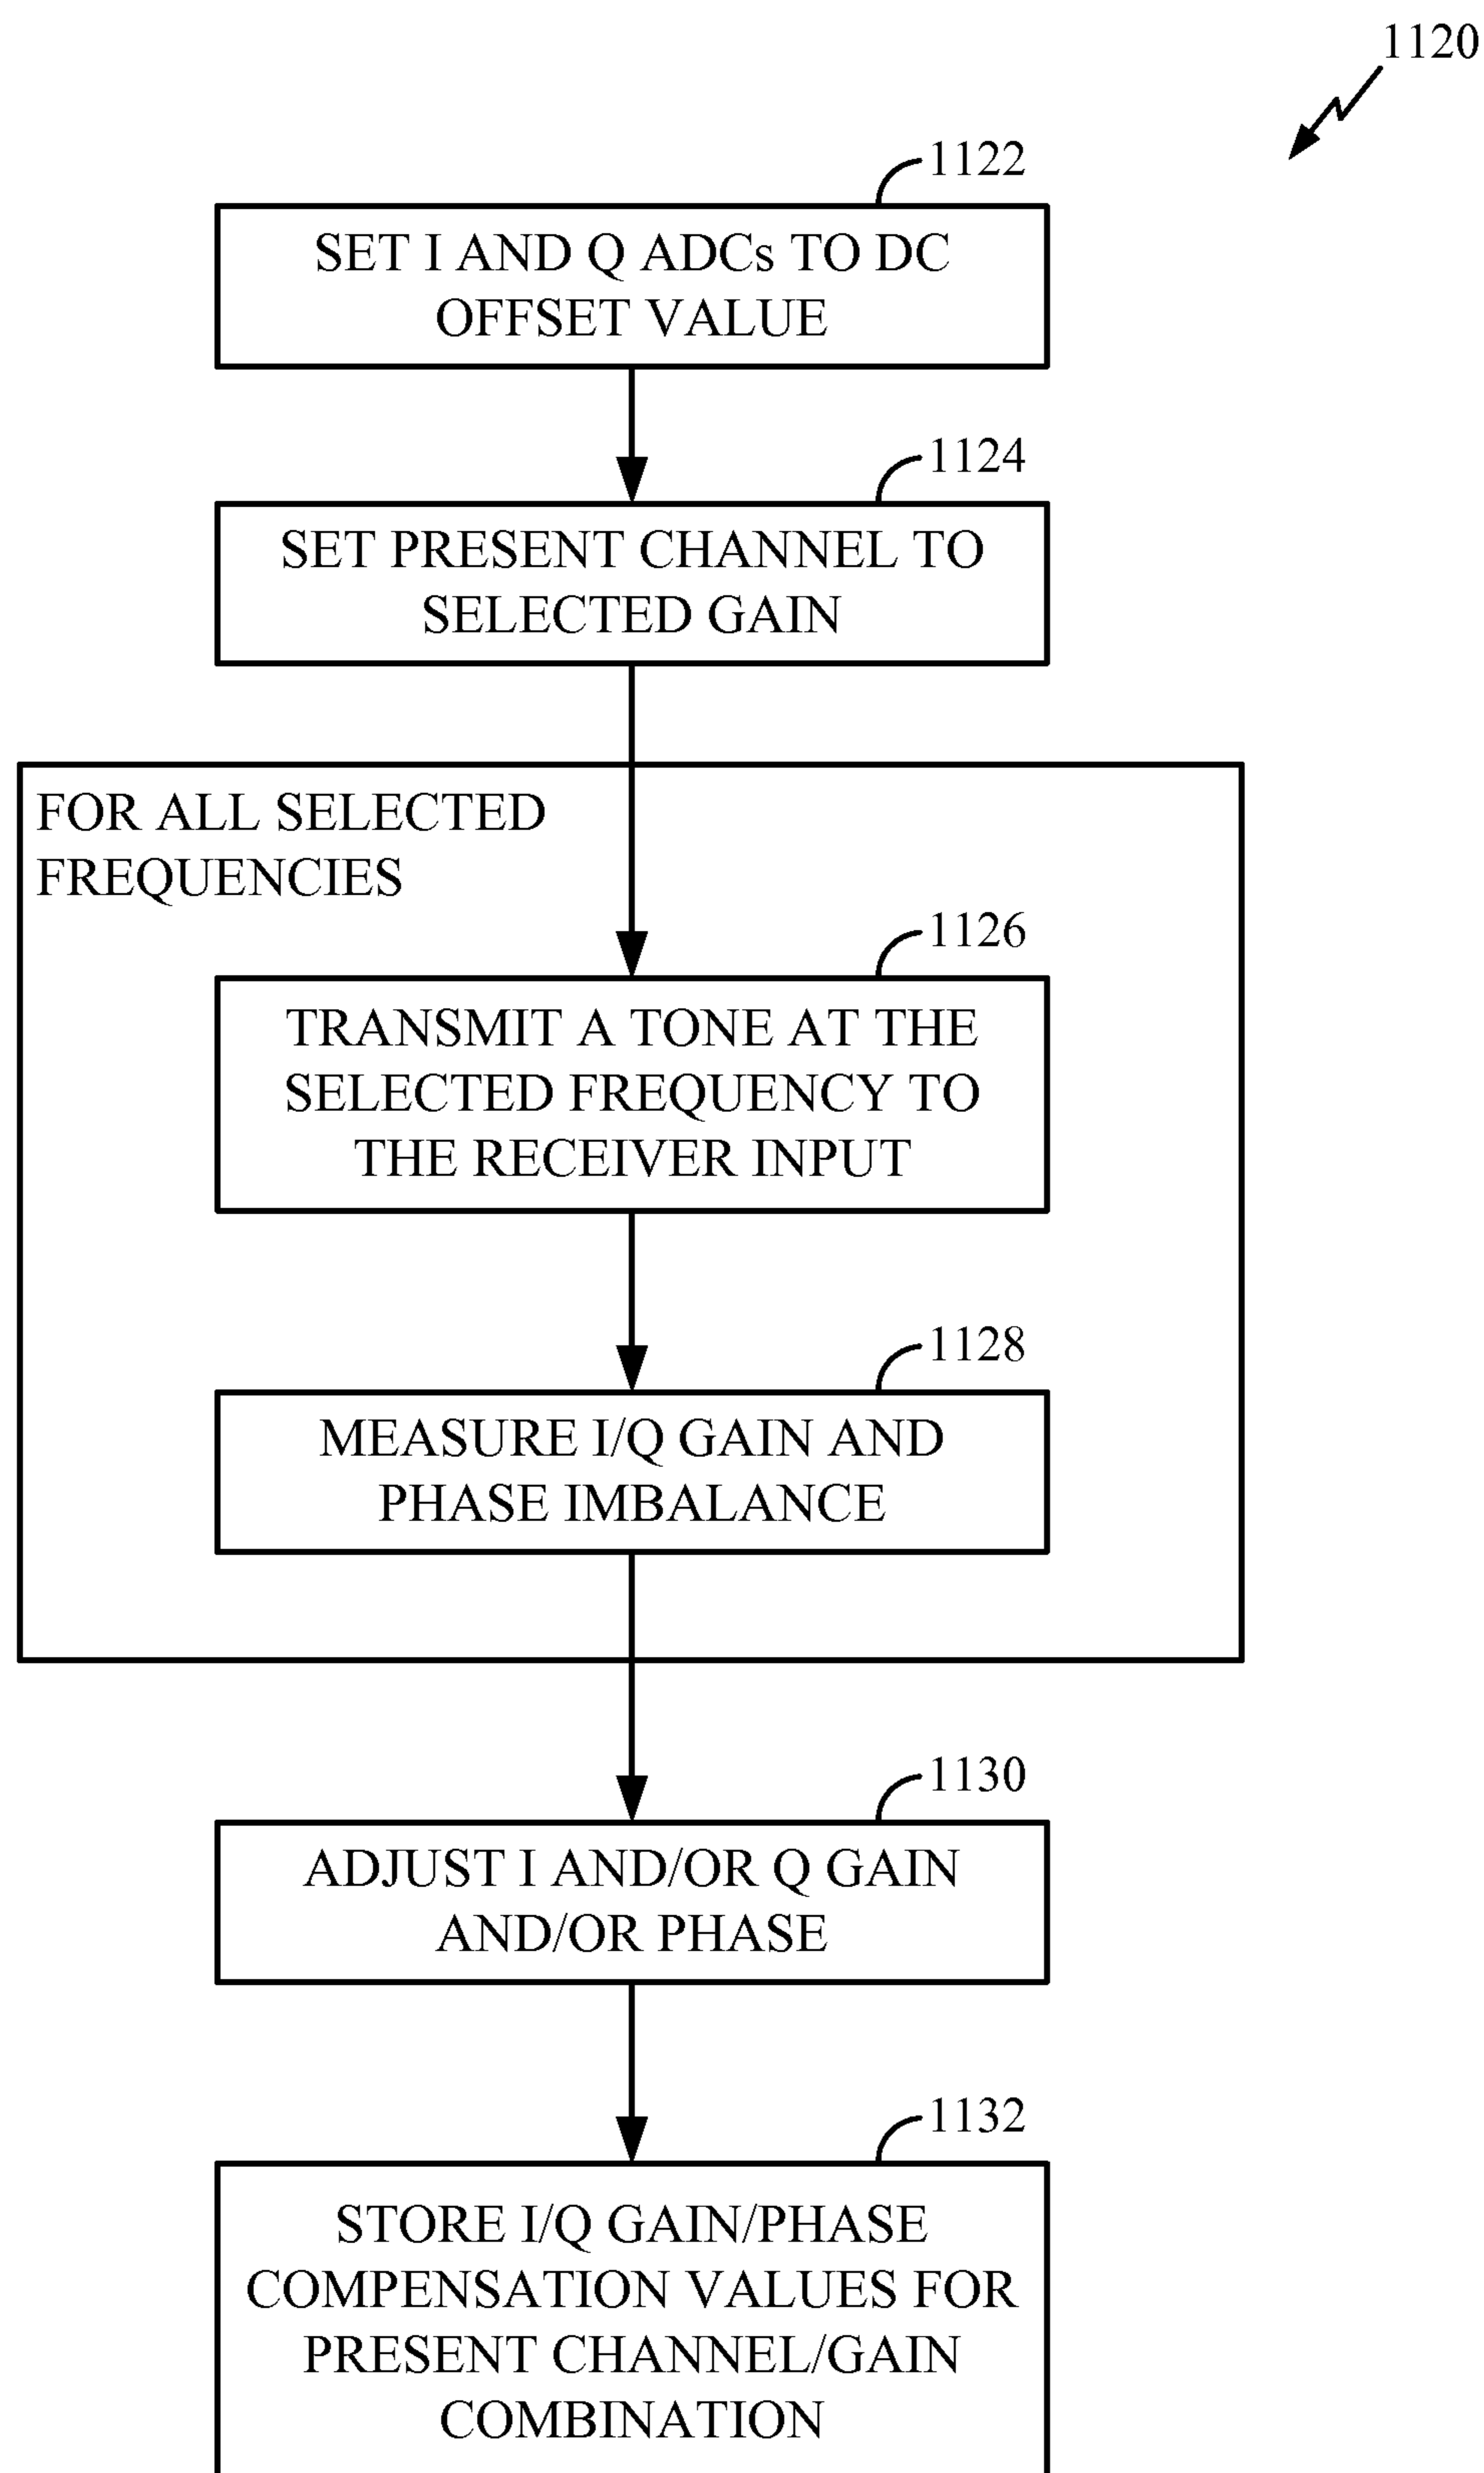 1120
1122
SET I AND Q ADCs TO DC
OFFSET VALUE
1124
SET PRESENT CHANNEL TO
SELECTED GAIN
FOR ALL SELECTED
FREQUENCIES
1126
TRANSMIT A TONE AT THE
SELECTED FREQUENCY TO
THE RECEIVER INPUT
1128
MEASURE I/Q GAIN AND
PHASE IMBALANCE
1130
ADJUST I AND/OR Q GAIN
AND/OR PHASE
1132
STORE I/Q GAIN/PHASE
COMPENSATION VALUES FOR
PRESENT CHANNEL/GAIN
COMBINATION